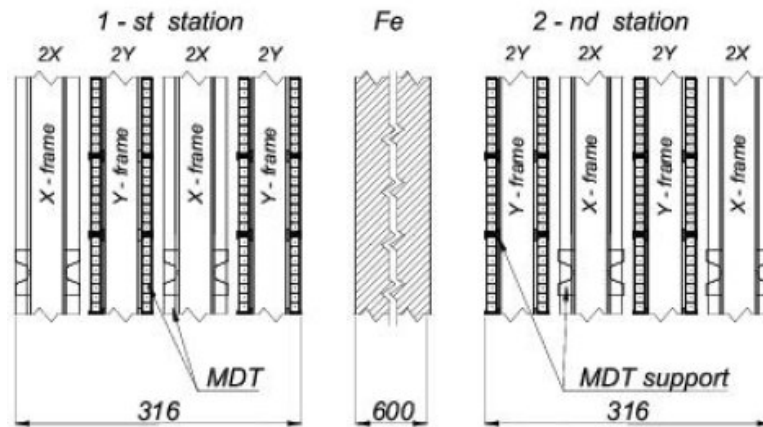 1 - st station Fe 2 - nd station
2X 2Y 2X 2Y 2Y 2X 2Y 2X
X - frame Y - frame X - frame Y - frame Y - frame X - frame Y - frame X - frame
MDT MDT support
316 600 316